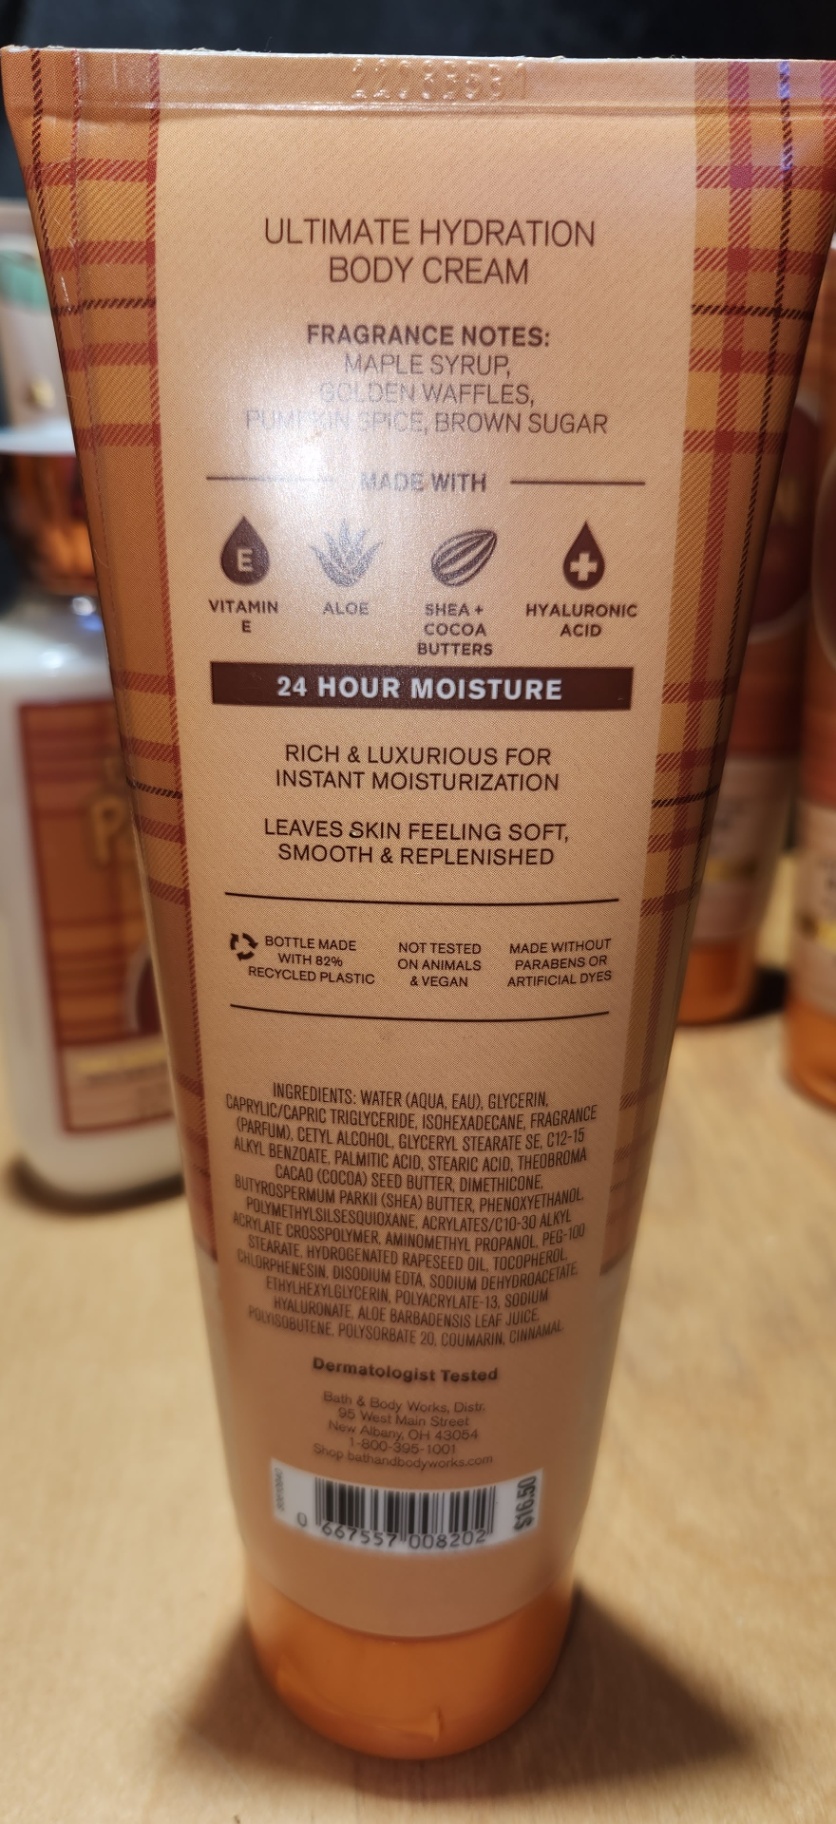 ULTIMATE HYDRATION
BODY CREAM
FRAGRANCE NOTES:
MAPLE SYRUP,
GOLDEN WAFFLES,
PUMPKIN SPICE, BROWN SUGAR
MADE WITH
E
VITAMIN
E
ALOE
SHEA +
COCOA
BUTTERS
HYALURONIC
ACID
24 HOUR MOISTURE
RICH & LUXURIOUS FOR
INSTANT MOISTURIZATION
LEAVES SKIN FEELING SOFT,
SMOOTH & REPLENISHED
BOTTLE MADE
WITH 82%
RECYCLED PLASTIC
NOT TESTED
ON ANIMALS
& VEGAN
MADE WITHOUT
PARABENS OR
ARTIFICIAL DYES
INGREDIENTS: WATER (AQUA, EAU), GLYCERIN,
CAPRYLIC/CAPRIC TRIGLYCERIDE, ISOHEXADECANE, FRAGRANCE
(PARFUM), CETYL ALCOHOL, GLYCERYL STEARATE SE, C12-15
ALKYL BENZOATE, PALMITIC ACID, STEARIC ACID, THEOBROMA
CACAO (COCOA) SEED BUTTER, DIMETHICONE,
BUTYROSPERMUM PARKII (SHEA) BUTTER, PHENOXYETHANOL,
POLYMETHYLSILSESQUIOXANE, ACRYLATES/C10-30 ALKYL
ACRYLATE CROSSPOLYMER, AMINOMETHYL PROPANOL, PEG-100
STEARATE, HYDROGENATED RAPESEED OIL, TOCOPHEROL,
CHLORPHENESIN, DISODIUM EDTA, SODIUM DEHYDROACETATE,
ETHYLHEXYLGLYCERIN, POLYACRYLATE-13, SODIUM
HYALURONATE, ALOE BARBADENSIS LEAF JUICE,
POLYISOBUTENE, POLYSORBATE 20, COUMARIN, CINNAMAL
Dermatologist Tested
Bath & Body Works, Distr.
95 West Main Street
New Albany, OH 43054
1-800-395-1001
Shop bathandbodyworks.com
0 667557 008202
$16.50